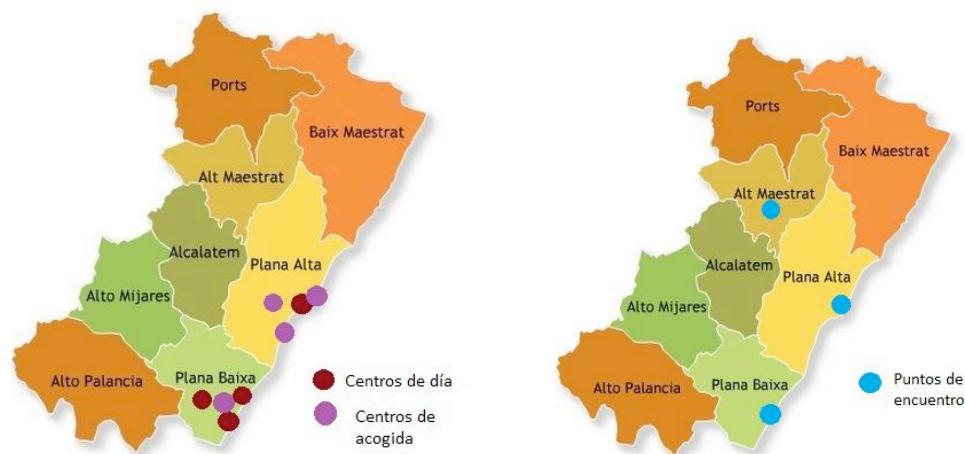 Ports
Baix Maestrat
Alt Maestrat
Alcalatem
Plana Alta
Alto Mijares
Alto Palancia
Plana Baixa
Centros de día
Centros de
acogida
Ports
Baix Maestrat
Alt Maestrat
Alcalatem
Plana Alta
Alto Mijares
Alto Palancia
Plana Baixa
Puntos de
encuentro